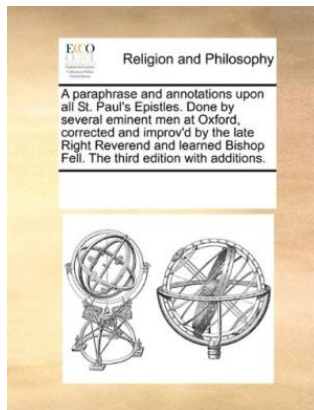 ECCO
Religion and Philosophy
A paraphrase and annotations upon
all St. Paul's Epistles. Done by
several eminent men at Oxford,
corrected and improv'd by the late
Right Reverend and learned Bishop
Fell. The third edition with additions.